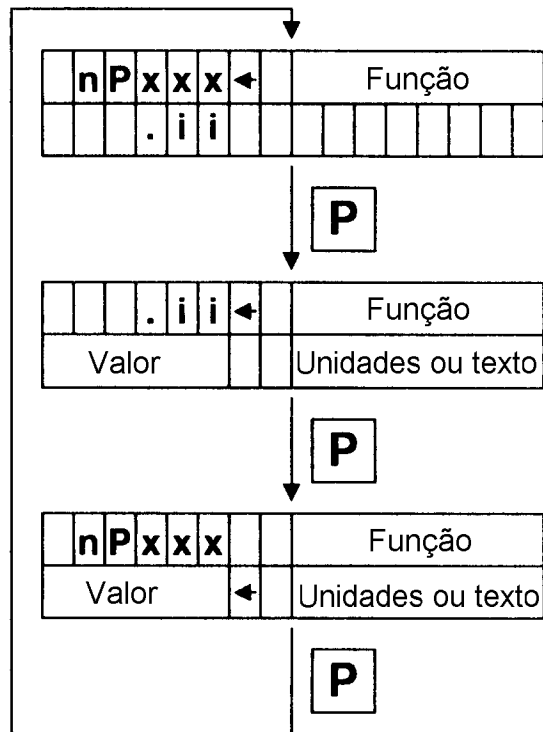 nPxxx Função
.ii
P
.ii Função
Valor Unidades ou texto
P
nPxxx Função
Valor Unidades ou texto
P